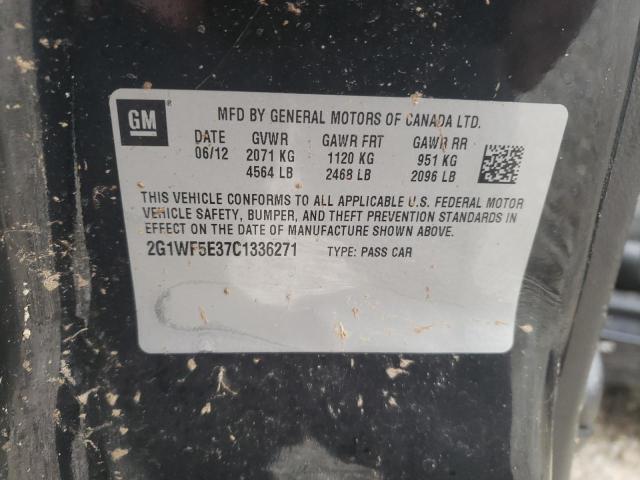 GM
MFD BY GENERAL MOTORS OF CANADA LTD.
DATE GVWR GAWR FRT GAWR RR
06/12 2071 KG 1120 KG 951 KG
4564 LB 2468 LB 2096 LB
THIS VEHICLE CONFORMS TO ALL APPLICABLE U.S. FEDERAL MOTOR
VEHICLE SAFETY, BUMPER, AND THEFT PREVENTION STANDARDS IN
EFFECT ON THE DATE OF MANUFACTURE SHOWN ABOVE.
2G1WF5E37C1336271 TYPE: PASS CAR